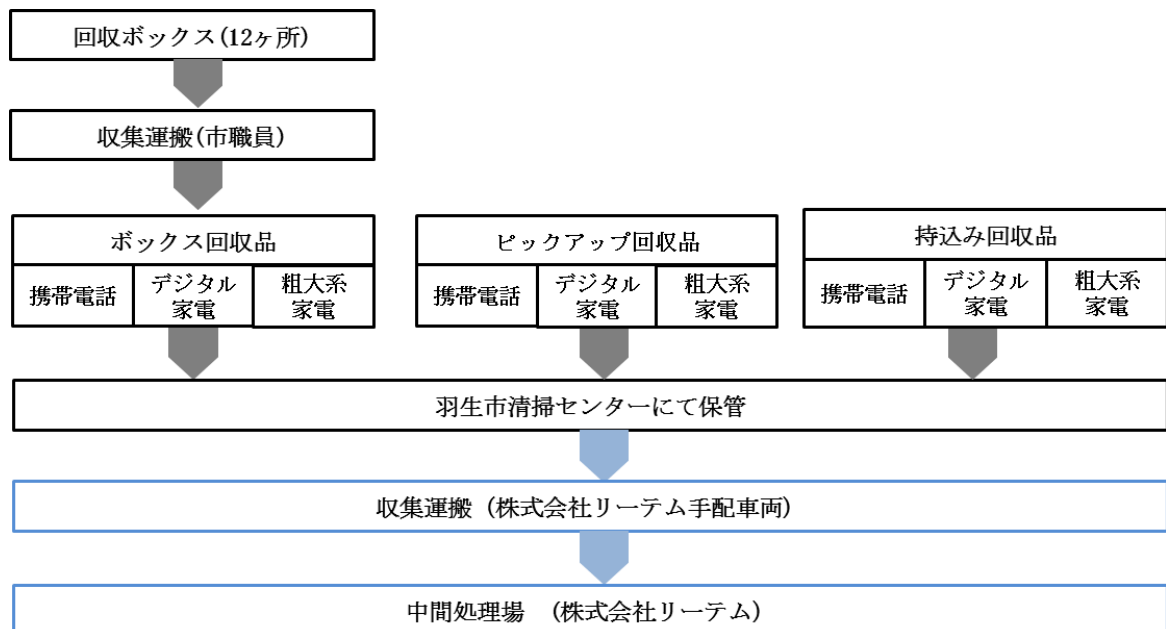 回収ボックス(12ヶ所)
収集運搬(市職員)
ボックス回収品
携帯電話
デジタル
家電
粗大系
家電
ピックアップ回収品
携帯電話
デジタル
家電
粗大系
家電
持込み回収品
携帯電話
デジタル
家電
粗大系
家電
羽生市清掃センターにて保管
収集運搬（株式会社リーテム手配車両）
中間処理場　（株式会社リーテム）